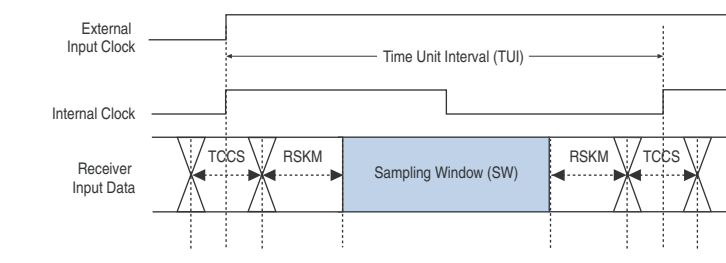 External
Input Clock
Time Unit Interval (TUI)
Internal Clock
TCCS
RSKM
RSKM
TCCS
Receiver
Input Data
Sampling Window (SW)